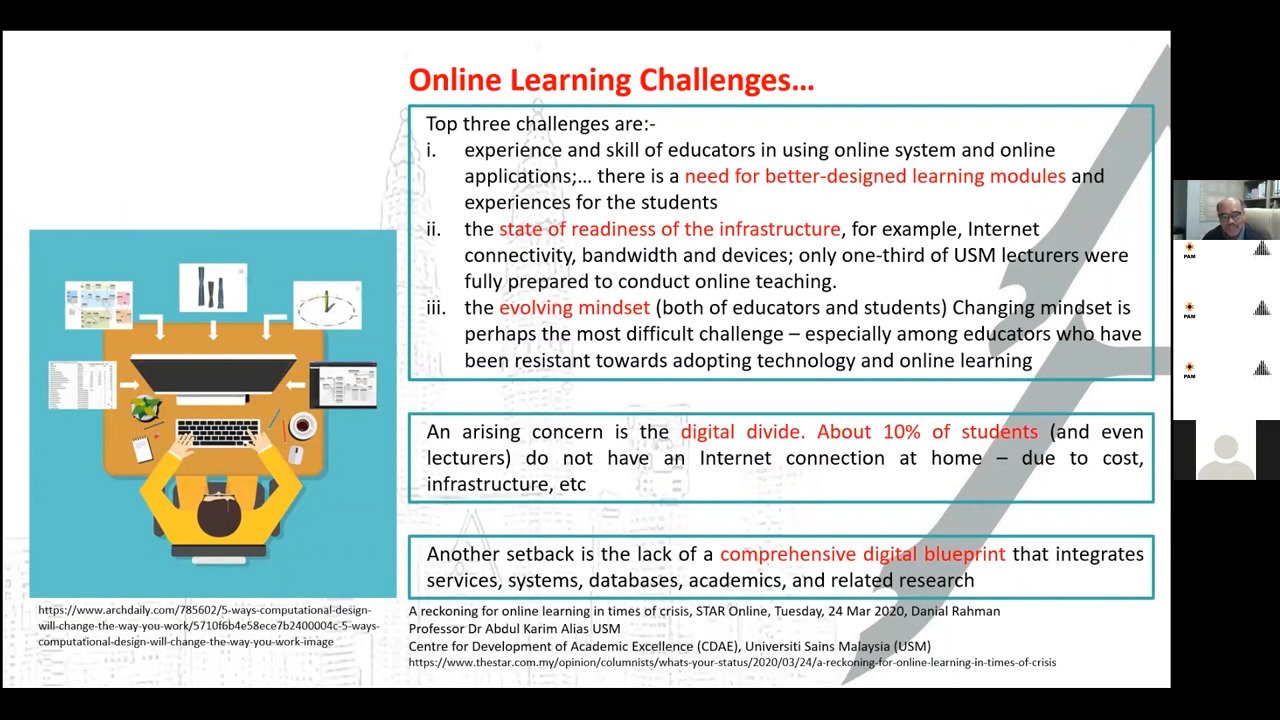 Online Learning Challenges...
Top three challenges are:-
i. experience and skill of educators in using online system and online
applications;... there is a need for better-designed learning modules and
experiences for the students
ii. the state of readiness of the infrastructure, for example, Internet
connectivity, bandwidth and devices; only one-third of USM lecturers were
fully prepared to conduct online teaching.
iii. the evolving mindset (both of educators and students) Changing mindset is
perhaps the most difficult challenge – especially among educators who have
been resistant towards adopting technology and online learning
An arising concern is the digital divide. About 10% of students (and even
lecturers) do not have an Internet connection at home – due to cost,
infrastructure, etc
Another setback is the lack of a comprehensive digital blueprint that integrates
services, systems, databases, academics, and related research
https://www.archdaily.com/785602/5-ways-computational-design-
will-change-the-way-you-work/5710f6b4e58ece7b2400004c-5-ways-
computational-design-will-change-the-way-you-work-image
A reckoning for online learning in times of crisis, STAR Online, Tuesday, 24 Mar 2020, Danial Rahman
Professor Dr Abdul Karim Alias USM
Centre for Development of Academic Excellence (CDAE), Universiti Sains Malaysia (USM)
https://www.thestar.com.my/opinion/columnists/whats-your-status/2020/03/24/a-reckoning-for-online-learning-in-times-of-crisis
PAM
PAM
PAM